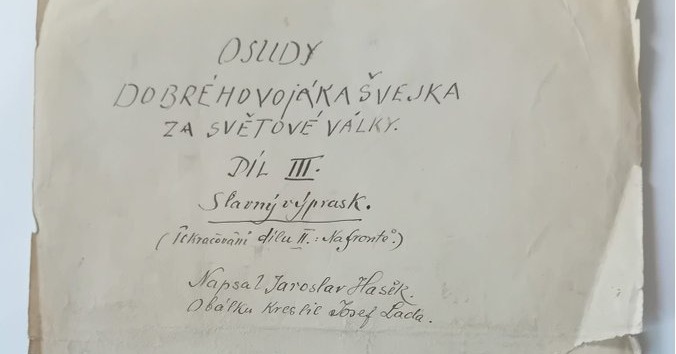 OSUDY
DOBRÉHO VOJÁKA ŠVEJKA
ZA SVĚTOVÉ VÁLKY.
DÍL III.
Slavný výprask.
(Pokračování dílu II.: Na frontě.)
Napsal Jaroslav Hašek.
Obálku kreslil Josef Lada.